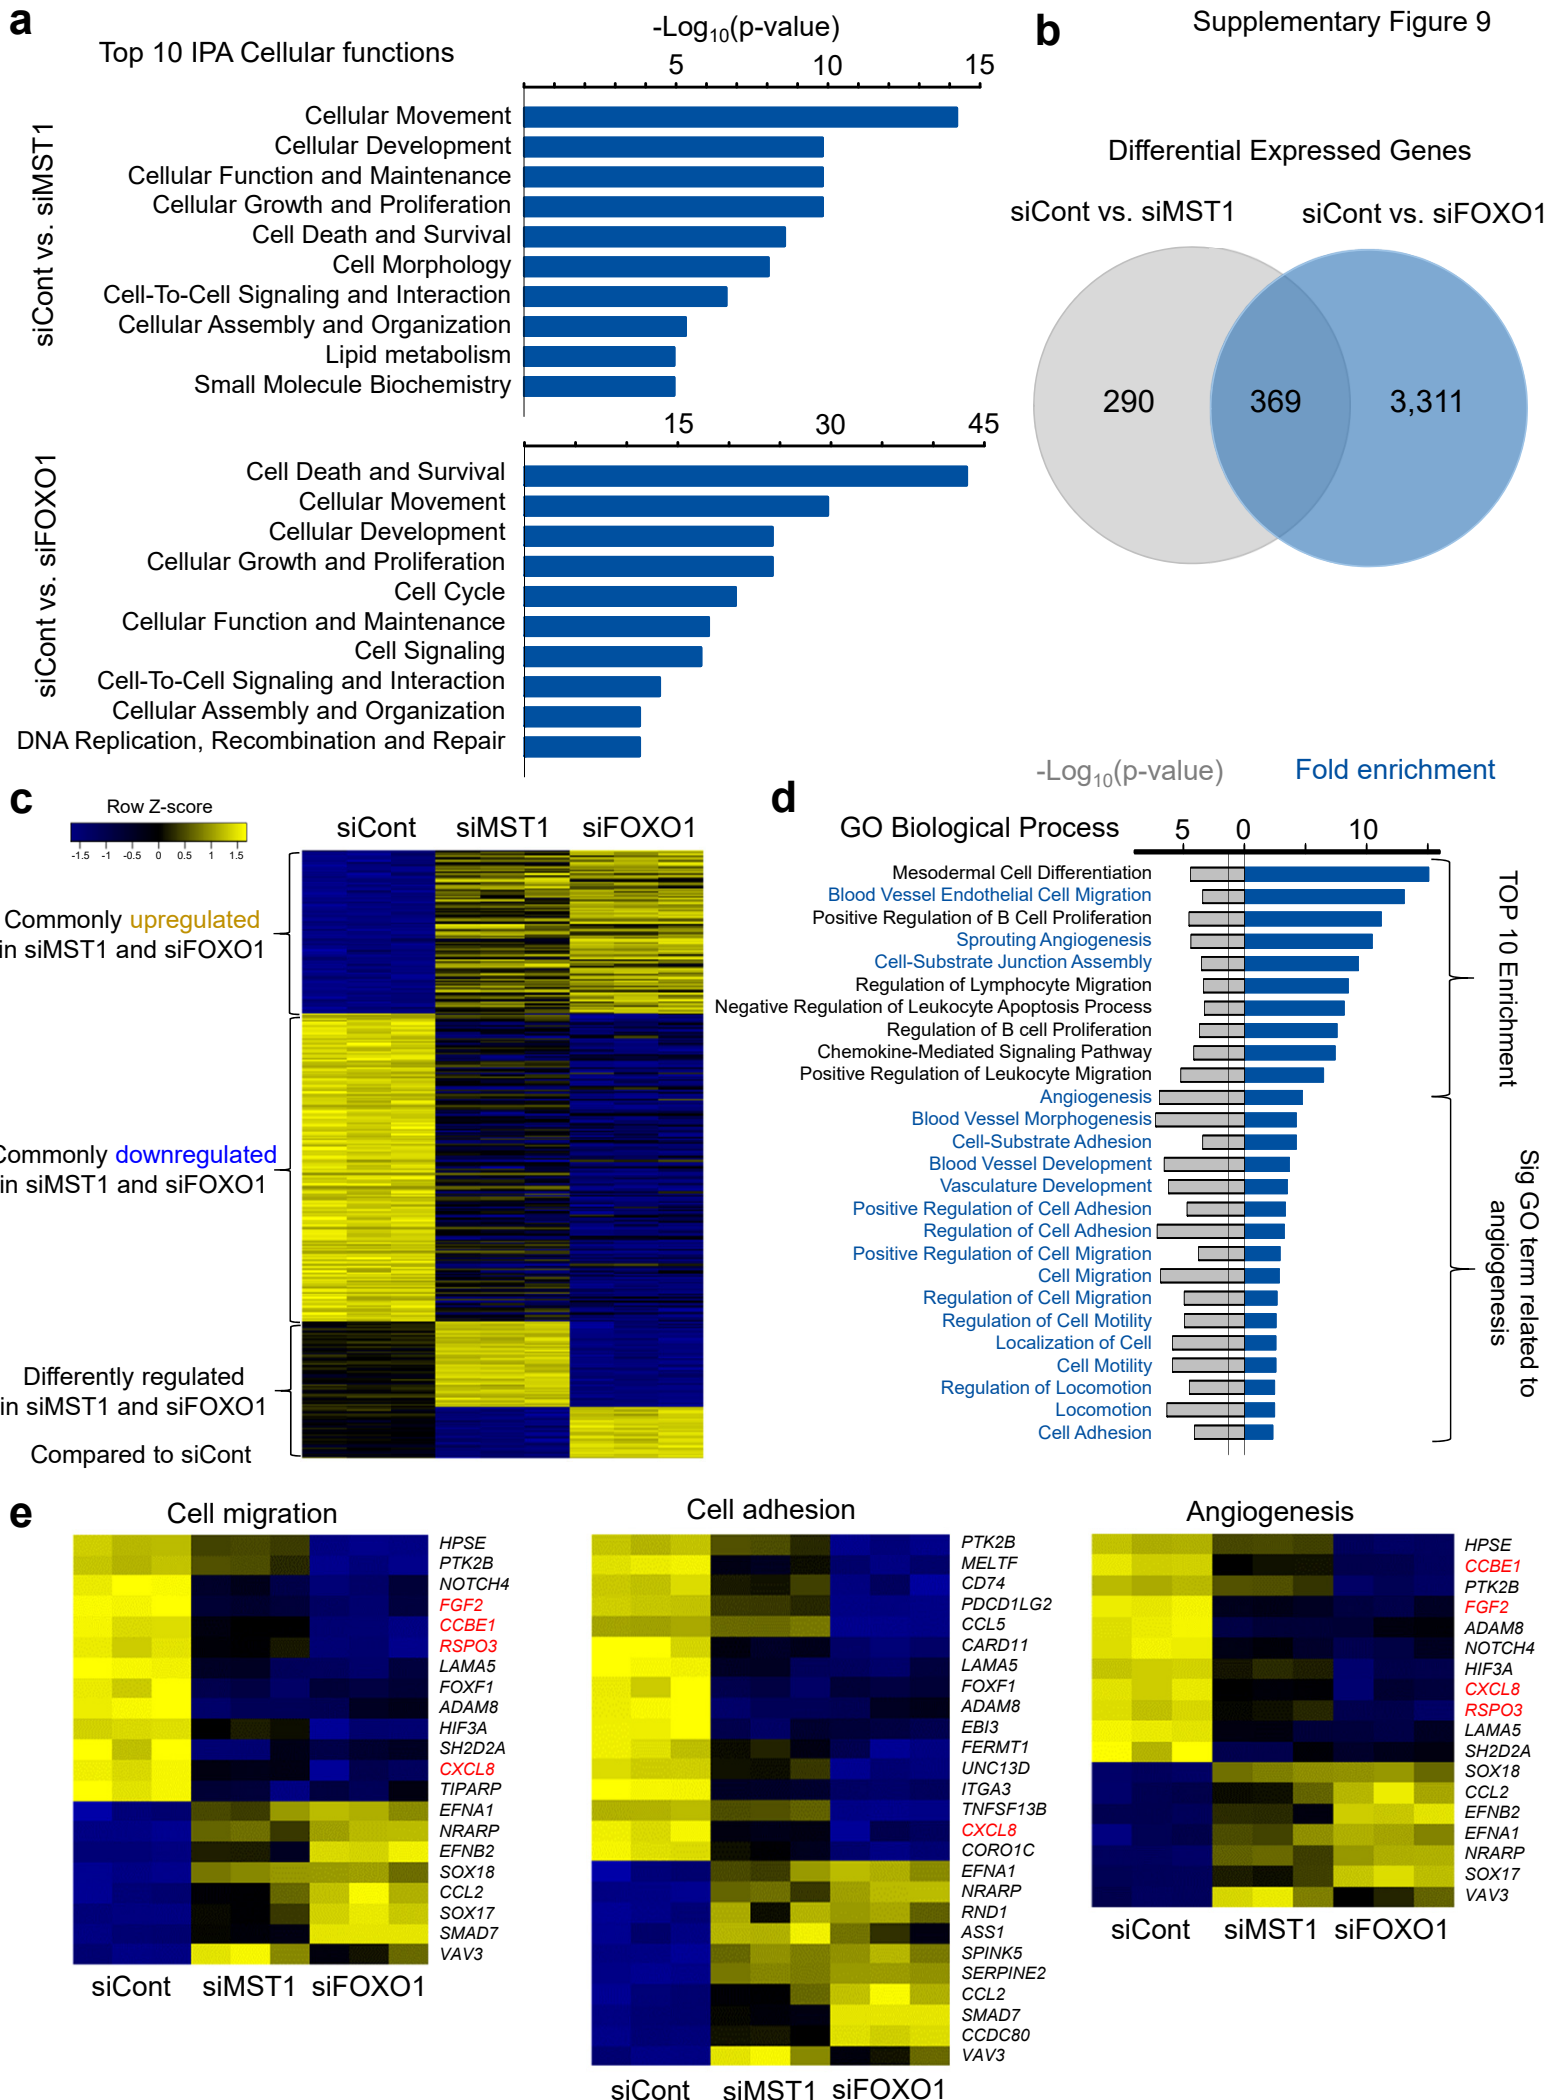 Supplementary Figure 9
a
Top 10 IPA Cellular functions
-Log10(p-value)
5 10 15
siCont vs. siMST1
Cellular Movement
Cellular Development
Cellular Function and Maintenance
Cellular Growth and Proliferation
Cell Death and Survival
Cell Morphology
Cell-To-Cell Signaling and Interaction
Cellular Assembly and Organization
Lipid metabolism
Small Molecule Biochemistry
15 30 45
siCont vs. siFOXO1
Cell Death and Survival
Cellular Movement
Cellular Development
Cellular Growth and Proliferation
Cell Cycle
Cellular Function and Maintenance
Cell Signaling
Cell-To-Cell Signaling and Interaction
Cellular Assembly and Organization
DNA Replication, Recombination and Repair
b
Differential Expressed Genes
siCont vs. siMST1 siCont vs. siFOXO1
290 369 3,311
c
Row Z-score
-1.5 -1 -0.5 0 0.5 1 1.5
siCont siMST1 siFOXO1
Commonly upregulated
in siMST1 and siFOXO1
Commonly downregulated
in siMST1 and siFOXO1
Differently regulated
in siMST1 and siFOXO1
Compared to siCont
d
-Log10(p-value) Fold enrichment
GO Biological Process 5 0 10
Mesodermal Cell Differentiation
Blood Vessel Endothelial Cell Migration
Positive Regulation of B Cell Proliferation
Sprouting Angiogenesis
Cell-Substrate Junction Assembly
Regulation of Lymphocyte Migration
Negative Regulation of Leukocyte Apoptosis Process
Regulation of B cell Proliferation
Chemokine-Mediated Signaling Pathway
Positive Regulation of Leukocyte Migration
Angiogenesis
Blood Vessel Morphogenesis
Cell-Substrate Adhesion
Blood Vessel Development
Vasculature Development
Positive Regulation of Cell Adhesion
Regulation of Cell Adhesion
Positive Regulation of Cell Migration
Cell Migration
Regulation of Cell Migration
Regulation of Cell Motility
Localization of Cell
Cell Motility
Regulation of Locomotion
Locomotion
Cell Adhesion
TOP 10 Enrichment
Sig GO term related to
angiogenesis
e
Cell migration
HPSE
PTK2B
NOTCH4
FGF2
CCBE1
RSPO3
LAMA5
FOXF1
ADAM8
HIF3A
SH2D2A
CXCL8
TIPARP
EFNA1
NRARP
EFNB2
SOX18
CCL2
SOX17
SMAD7
VAV3
siCont siMST1 siFOXO1
Cell adhesion
PTK2B
MELTF
CD74
PDCD1LG2
CCL5
CARD11
LAMA5
FOXF1
ADAM8
EBI3
FERMT1
UNC13D
ITGA3
TNFSF13B
CXCL8
CORO1C
EFNA1
NRARP
RND1
ASS1
SPINK5
SERPINE2
CCL2
SMAD7
CCDC80
VAV3
siCont siMST1 siFOXO1
Angiogenesis
HPSE
CCBE1
PTK2B
FGF2
ADAM8
NOTCH4
HIF3A
CXCL8
RSPO3
LAMA5
SH2D2A
SOX18
CCL2
EFNB2
EFNA1
NRARP
SOX17
VAV3
siCont siMST1 siFOXO1